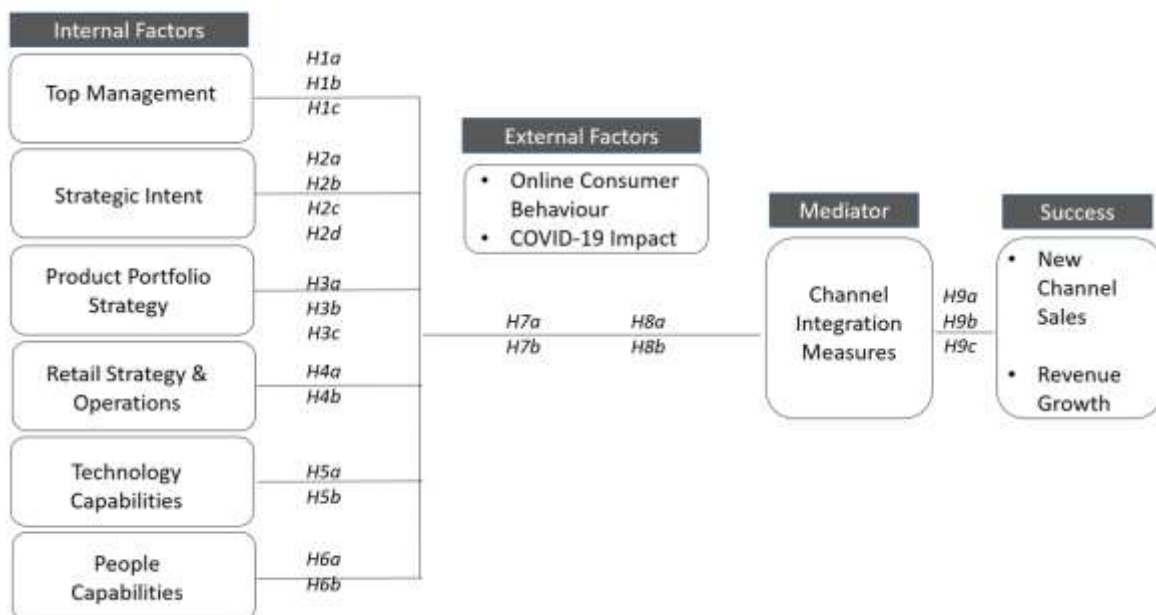 Internal Factors
Top Management
H1a
H1b
H1c
Strategic Intent
H2a
H2b
H2c
H2d
Product Portfolio
Strategy
H3a
H3b
H3c
Retail Strategy &
Operations
H4a
H4b
Technology
Capabilities
H5a
H5b
People
Capabilities
H6a
H6b
External Factors
• Online Consumer
Behaviour
• COVID-19 Impact
H7a
H7b
H8a
H8b
Mediator
Channel
Integration
Measures
H9a
H9b
H9c
Success
• New
Channel
Sales
• Revenue
Growth